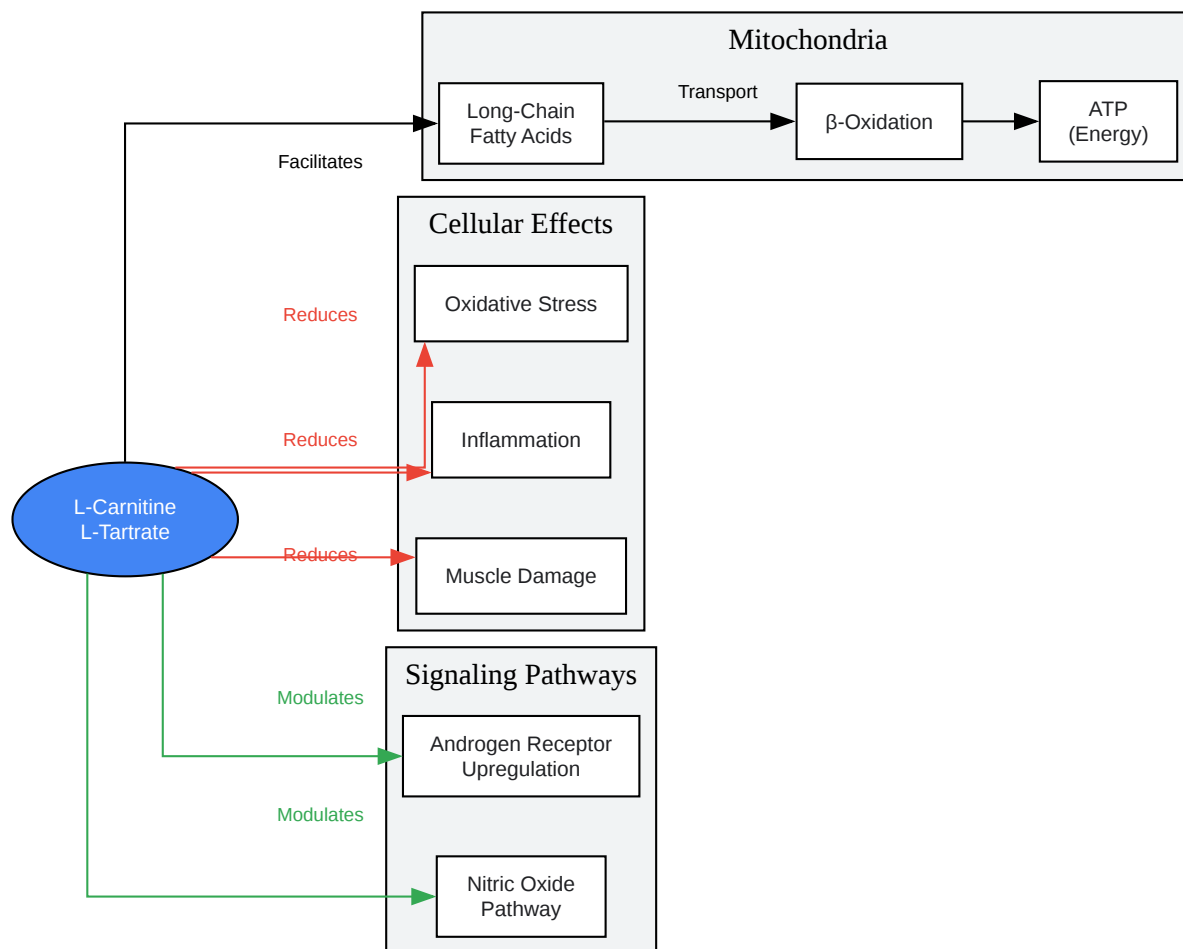 Mitochondria
Long-Chain
Fatty Acids
Transport
β-Oxidation
ATP
(Energy)
Facilitates
Cellular Effects
Oxidative Stress
Reduces
Inflammation
Reduces
L-Carnitine
L-Tartrate
Reduces
Muscle Damage
Signaling Pathways
Modulates
Androgen Receptor
Upregulation
Modulates
Nitric Oxide
Pathway